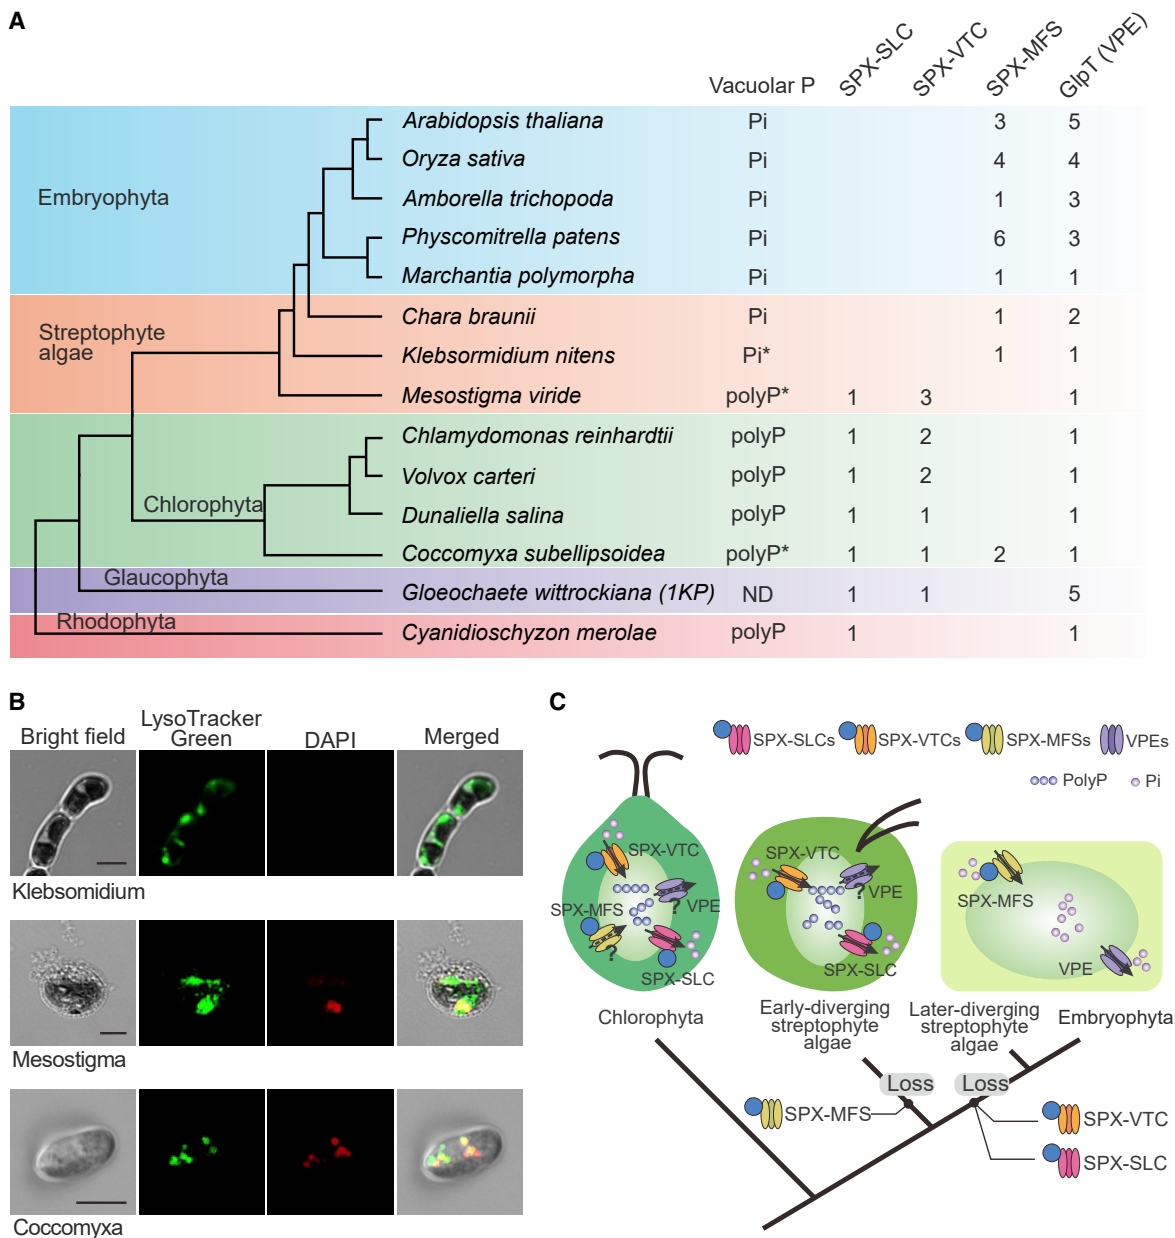 A
Vacuolar P SPX-SLC SPX-VTC SPX-MFS GlpT (VPE)
Embryophyta
Arabidopsis thaliana Pi 3 5
Oryza sativa Pi 4 4
Amborella trichopoda Pi 1 3
Physcomitrella patens Pi 6 3
Marchantia polymorpha Pi 1 1
Streptophyte
algae
Chara braunii Pi 1 2
Klebsormidium nitens Pi* 1 1
Mesostigma viride polyP* 1 3 1
Chlorophyta
Chlamydomonas reinhardtii polyP 1 2 1
Volvox carteri polyP 1 2 1
Dunaliella salina polyP 1 1 1
Coccomyxa subellipsoidea polyP* 1 1 2 1
Glaucophyta
Gloeochaete wittrockiana (1KP) ND 1 1 5
Rhodophyta
Cyanidioschyzon merolae polyP 1 1
B
Bright field
LysoTracker
Green
DAPI
Merged
Klebsomidium
Mesostigma
Coccomyxa
C
SPX-SLCs SPX-VTCs SPX-MFSs VPEs
PolyP Pi
SPX-VTC
SPX-MFS
?
VPE
?
SPX-SLC
Chlorophyta
SPX-VTC
VPE
?
SPX-SLC
Early-diverging
streptophyte
algae
SPX-MFS
VPE
Later-diverging
streptophyte
algae
Embryophyta
Loss
Loss
SPX-MFS
SPX-VTC
SPX-SLC